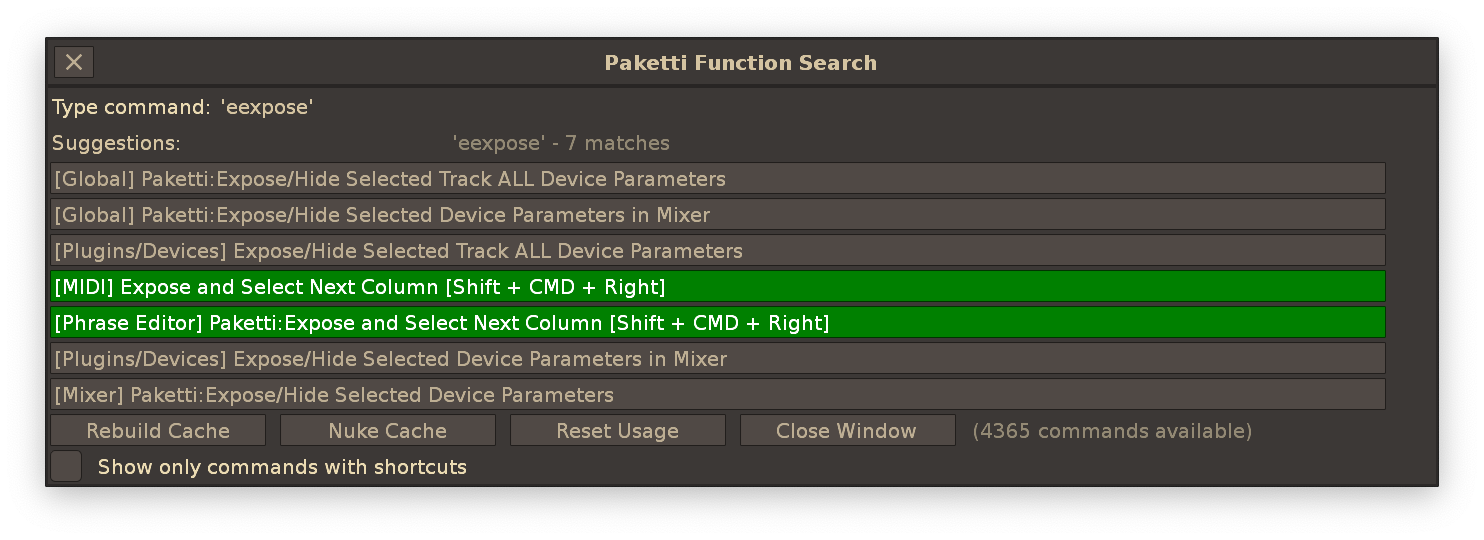 Paketti Function Search
Type command: 'eexpose'
Suggestions: 'eexpose' - 7 matches
[Global] Paketti:Expose/Hide Selected Track ALL Device Parameters
[Global] Paketti:Expose/Hide Selected Device Parameters in Mixer
[Plugins/Devices] Expose/Hide Selected Track ALL Device Parameters
[MIDI] Expose and Select Next Column [Shift + CMD + Right]
[Phrase Editor] Paketti:Expose and Select Next Column [Shift + CMD + Right]
[Plugins/Devices] Expose/Hide Selected Device Parameters in Mixer
[Mixer] Paketti:Expose/Hide Selected Device Parameters
Rebuild Cache Nuke Cache Reset Usage Close Window (4365 commands available)
Show only commands with shortcuts